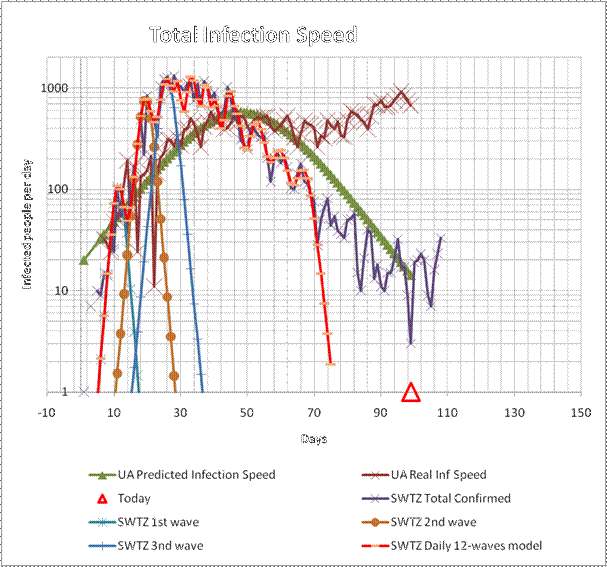 Total Infection Speed
Infected people per day
1000
100
10
1
-10 10 30 50 70 90 110 130 150
Days
UA Predicted Infection Speed UA Real Inf Speed
Today SWTZ Total Confirmed
SWTZ 1st wave SWTZ 2nd wave
SWTZ 3nd wave SWTZ Daily 12-waves model